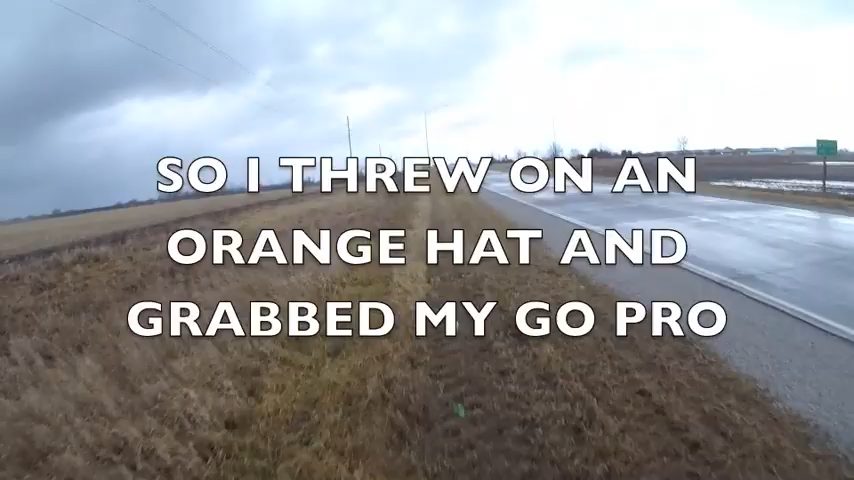 SO I THREW ON AN
ORANGE HAT AND
GRABBED MY GO PRO